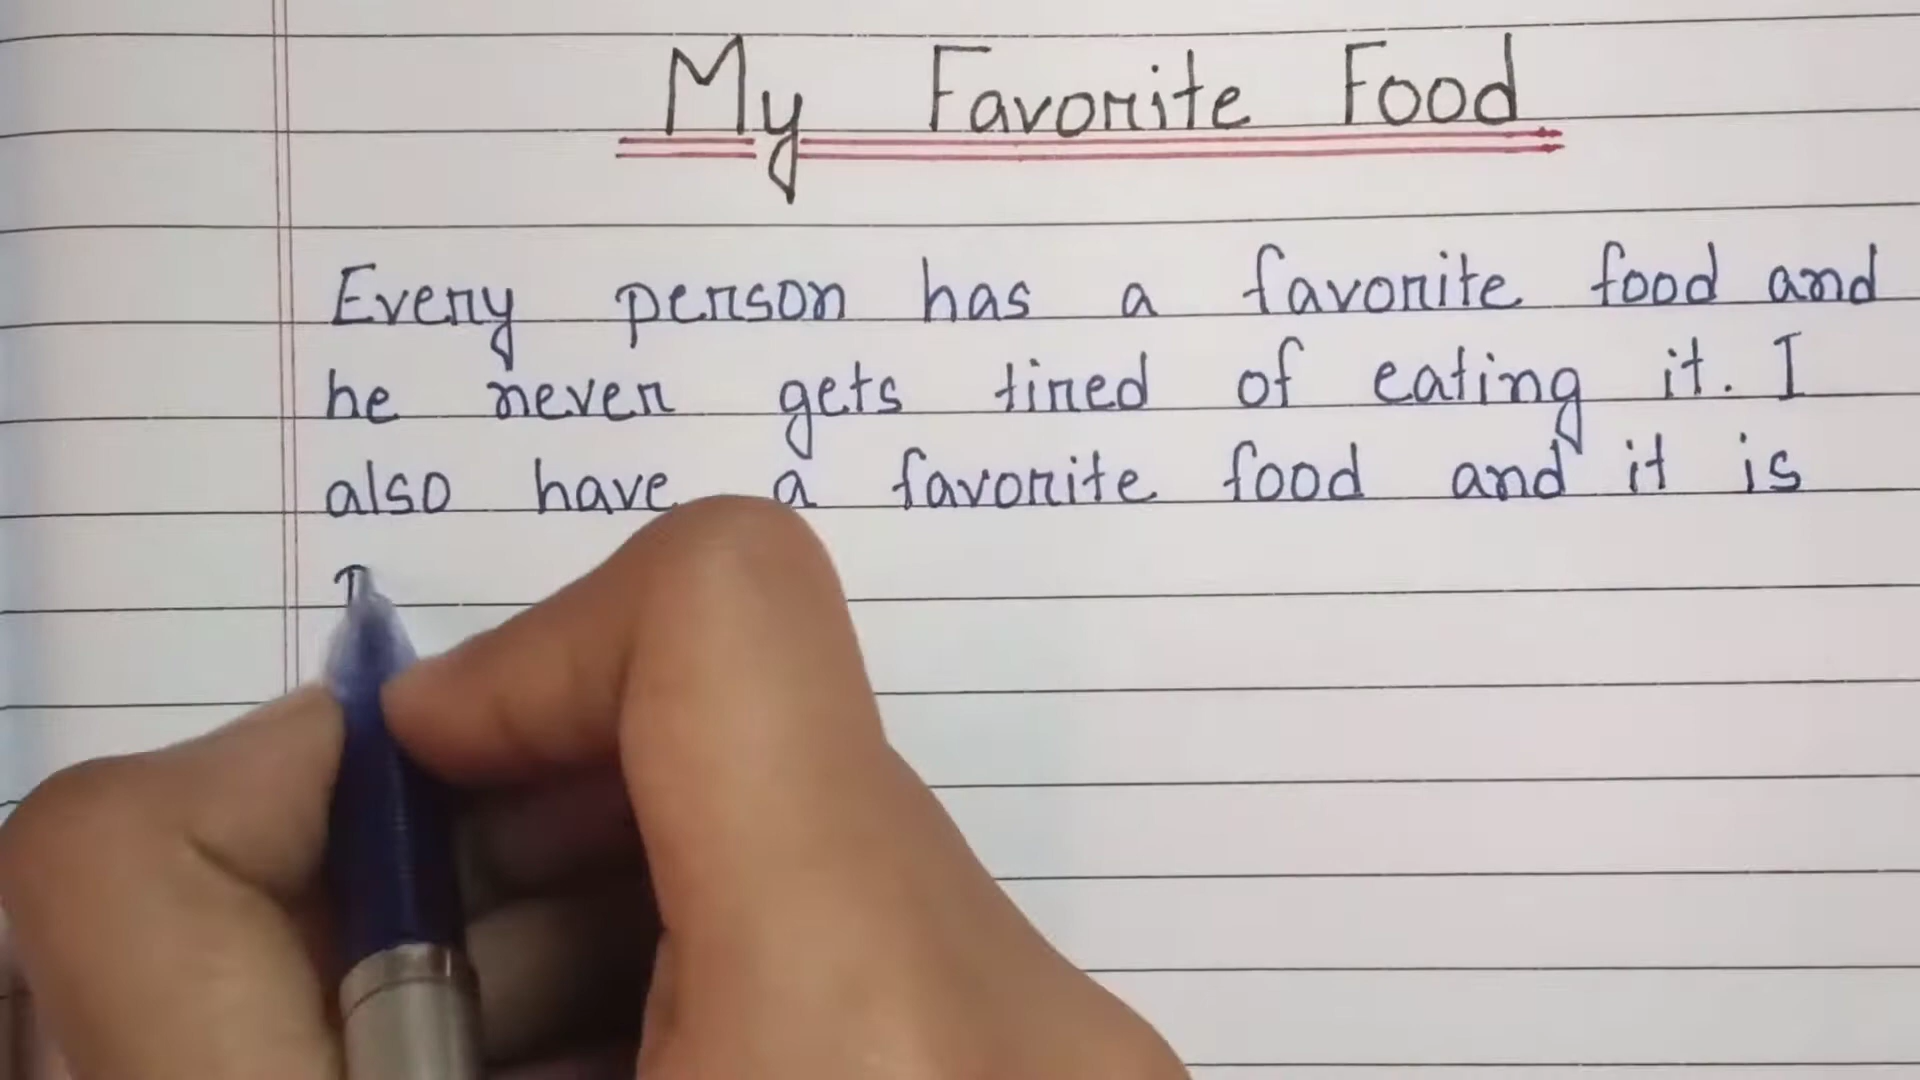 My Favorite Food
Every person has a favorite food and
he never gets tired of eating it. I
also have a favorite food and it is